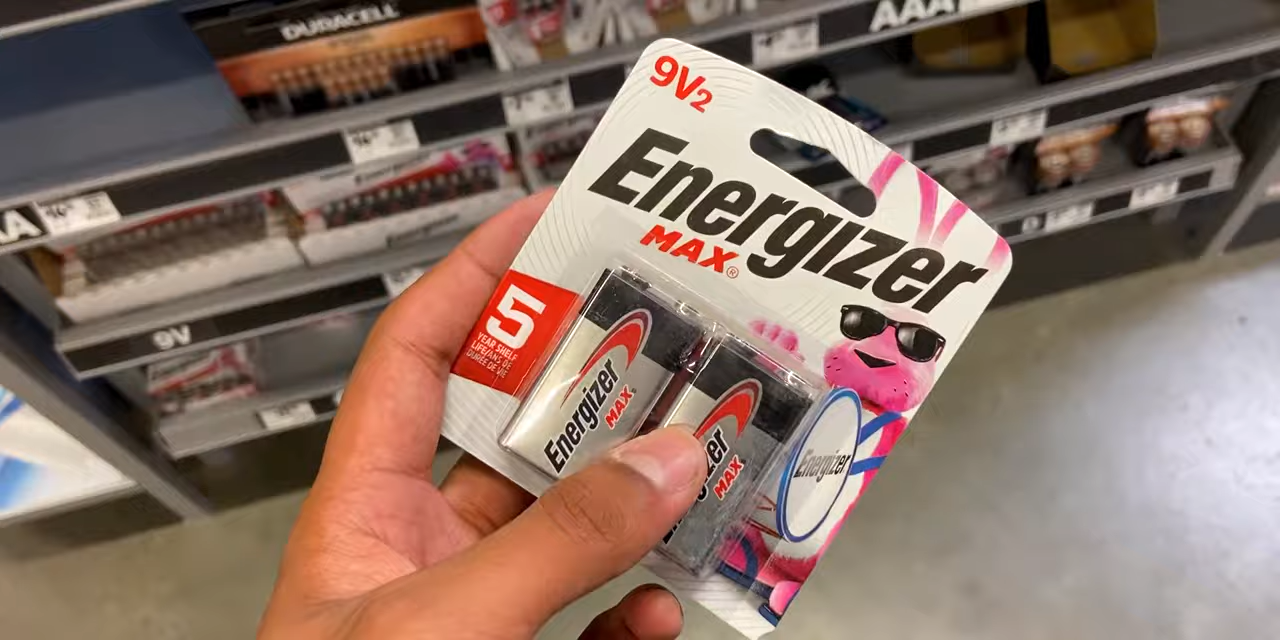 DURACELL
AAA
9V2
Energizer
MAX®
5
YEAR SHELF
LIFE/ANS DE
DURÉE DE VIE
Energizer
MAX
MAX
Energizer
9V